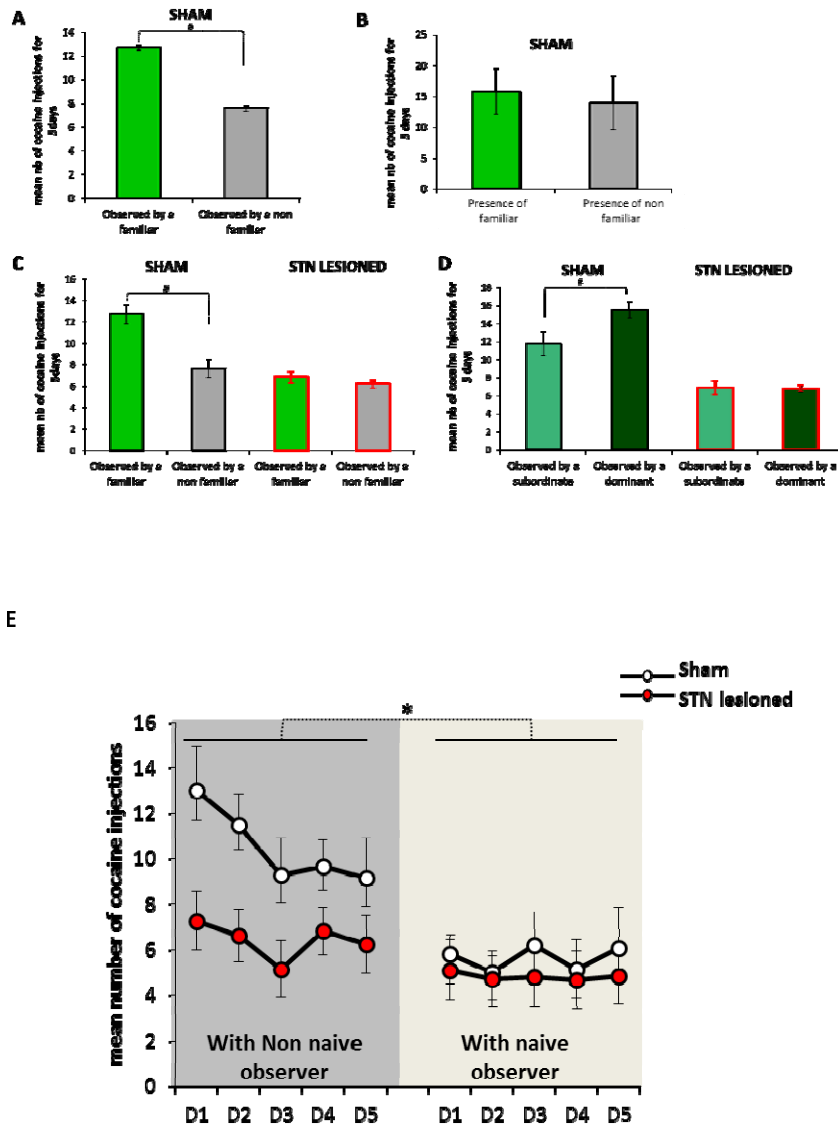 A
SHAM
#
mean nb of cocaine injections for
5 days
14
12
10
8
6
4
2
0
Observed by a
familiar
Observed by a non
familiar
B
SHAM
mean nb of cocaine injections for
5 days
25
20
15
10
5
0
Presence of
familiar
Presence of non
familiar
C
SHAM
STN LESIONED
#
mean nb of cocaine injections for
5 days
16
14
12
10
8
6
4
2
0
Observed by a
familiar
Observed by a
non familiar
Observed by a
familiar
Observed by a
non familiar
D
SHAM
STN LESIONED
#
mean nb of cocaine injections for
5 days
18
16
14
12
10
8
6
4
2
0
Observed by a
subordinate
Observed by a
dominant
Observed by a
subordinate
Observed by a
dominant
E
Sham
STN lesioned
*
mean number of cocaine injections
16
14
12
10
8
6
4
2
0
With Non naive
observer
With naive
observer
D1 D2 D3 D4 D5 D1 D2 D3 D4 D5